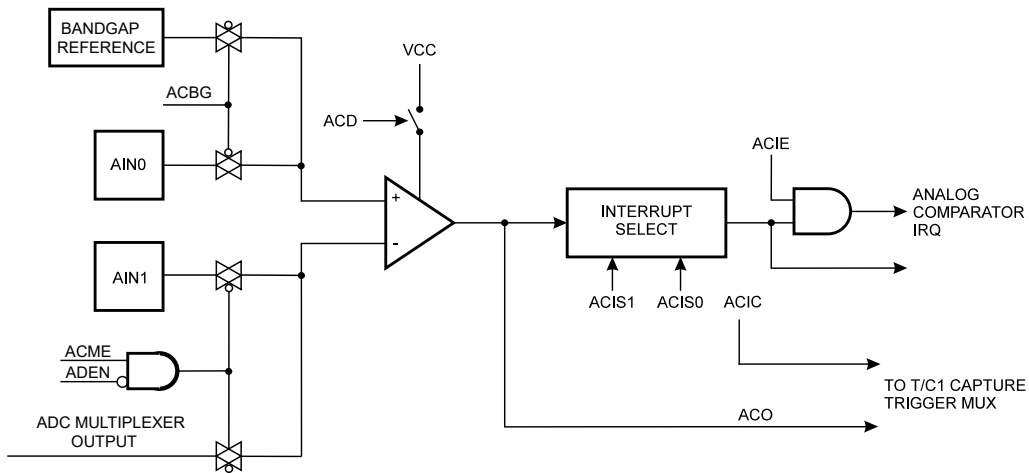 BANDGAP
REFERENCE
VCC
ACBG
ACD
AIN0
ACIE
+
-
INTERRUPT
SELECT
ANALOG
COMPARATOR
IRQ
AIN1
ACIS1
ACIS0
ACIC
ACME
ADEN
TO T/C1 CAPTURE
TRIGGER MUX
ADC MULTIPLEXER
OUTPUT
ACO